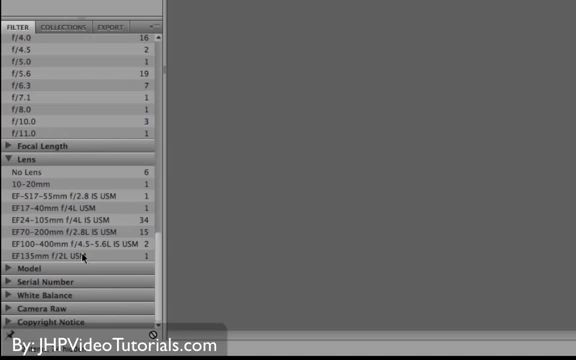 FILTER COLLECTIONS EXPORT
f/4.0 16
f/4.5 2
f/5.0 1
f/5.6 19
f/6.3 7
f/7.1 1
f/8.0 1
f/10.0 3
f/11.0 1
Focal Length
Lens
No Lens 6
10-20mm 1
EF-S17-55mm f/2.8 IS USM 1
EF17-40mm f/4L USM 1
EF24-105mm f/4L IS USM 34
EF70-200mm f/2.8L IS USM 15
EF100-400mm f/4.5-5.6L IS USM 2
EF135mm f/2L USM 1
Model
Serial Number
White Balance
Camera Raw
Copyright Notice
By: JHPVideoTutorials.com